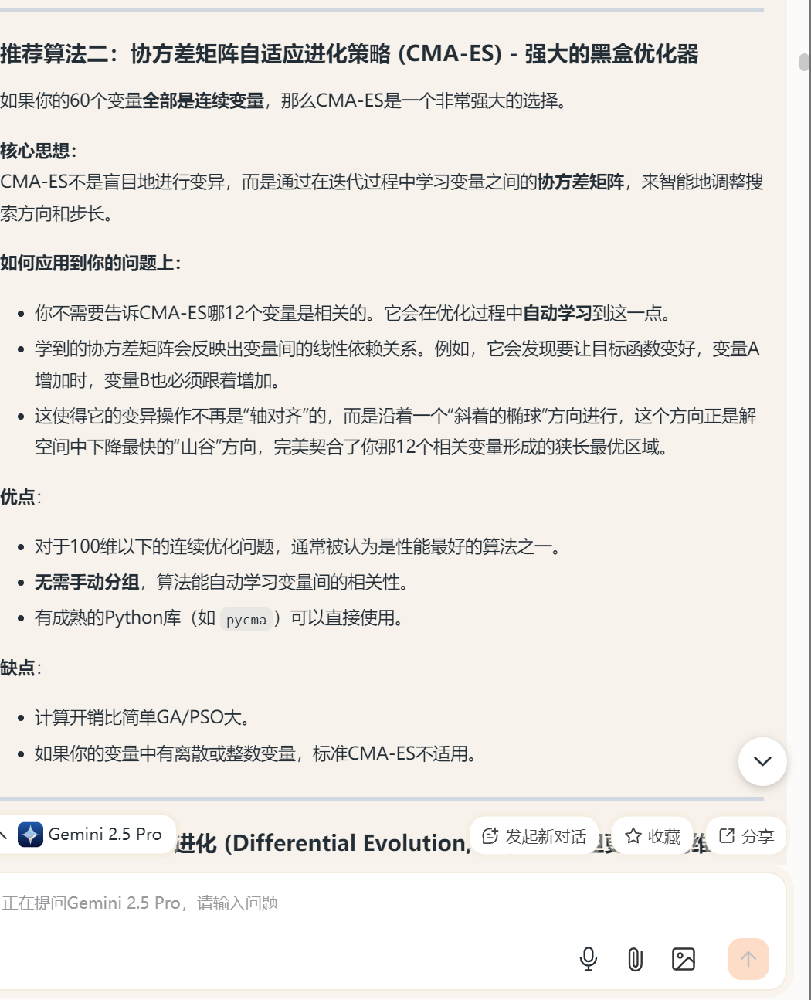 推荐算法二：协方差矩阵自适应进化策略 (CMA-ES) - 强大的黑盒优化器
如果你的60个变量全部是连续变量，那么CMA-ES是一个非常强大的选择。
核心思想：
CMA-ES不是盲目地进行变异，而是通过在迭代过程中学习变量之间的协方差矩阵，来智能地调整搜
索方向和步长。
如何应用到你的问题上：
你不需要告诉CMA-ES哪12个变量是相关的。它会在优化过程中自动学习到这一点。
学到的协方差矩阵会反映出变量间的线性依赖关系。例如，它会发现要让目标函数变好，变量A
增加时，变量B也必须跟着增加。
这使得它的变异操作不再是“轴对齐”的，而是沿着一个“斜着的椭球”方向进行，这个方向正是解
空间中下降最快的“山谷”方向，完美契合了你那12个相关变量形成的狭长最优区域。
优点：
对于100维以下的连续优化问题，通常被认为是性能最好的算法之一。
无需手动分组，算法能自动学习变量间的相关性。
有成熟的Python库（如 pycma）可以直接使用。
缺点：
计算开销比简单GA/PSO大。
如果你的变量中有离散或整数变量，标准CMA-ES不适用。
Gemini 2.5 Pro
进化 (Differential Evolution,
发起新对话
收藏
分享
正在提问Gemini 2.5 Pro，请输入问题